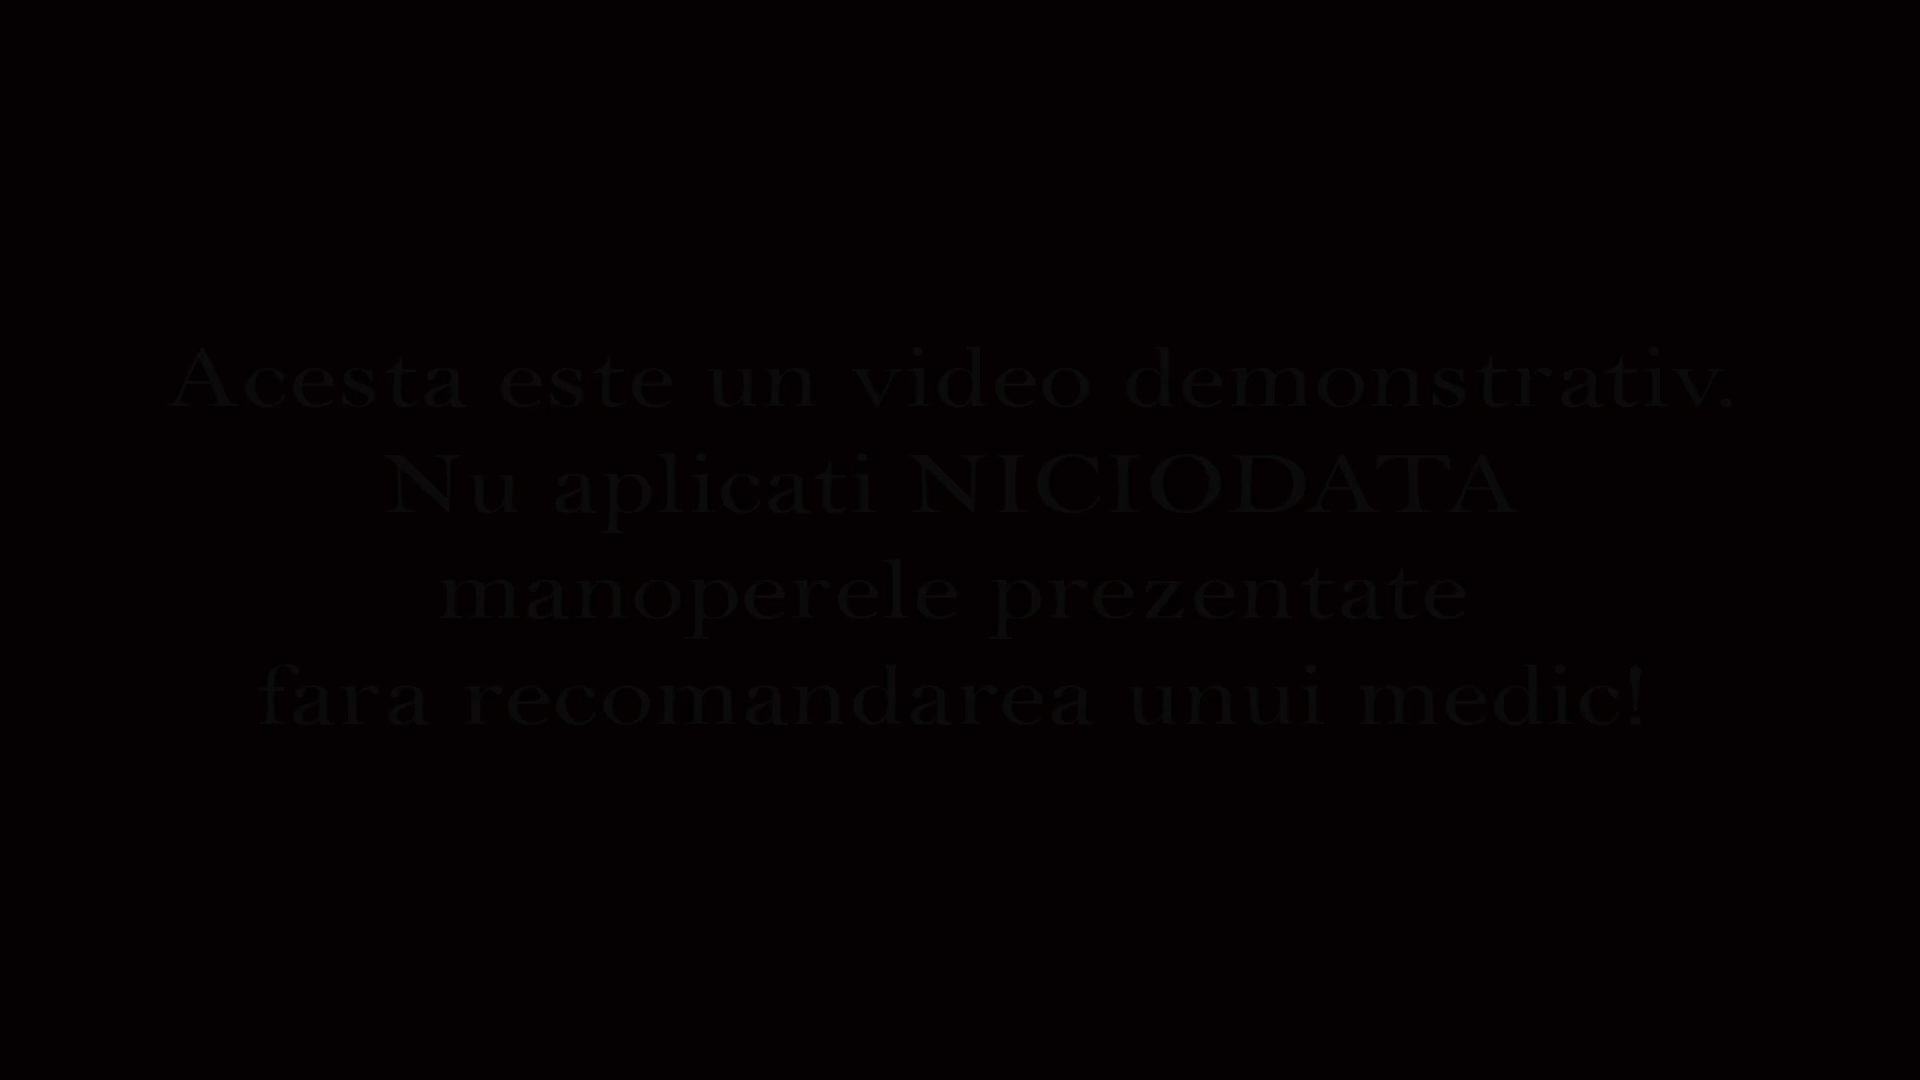 Acesta este un video demonstrativ.
Nu aplicati NICIODATA
manoperele prezentate
fara recomandarea unui medic!